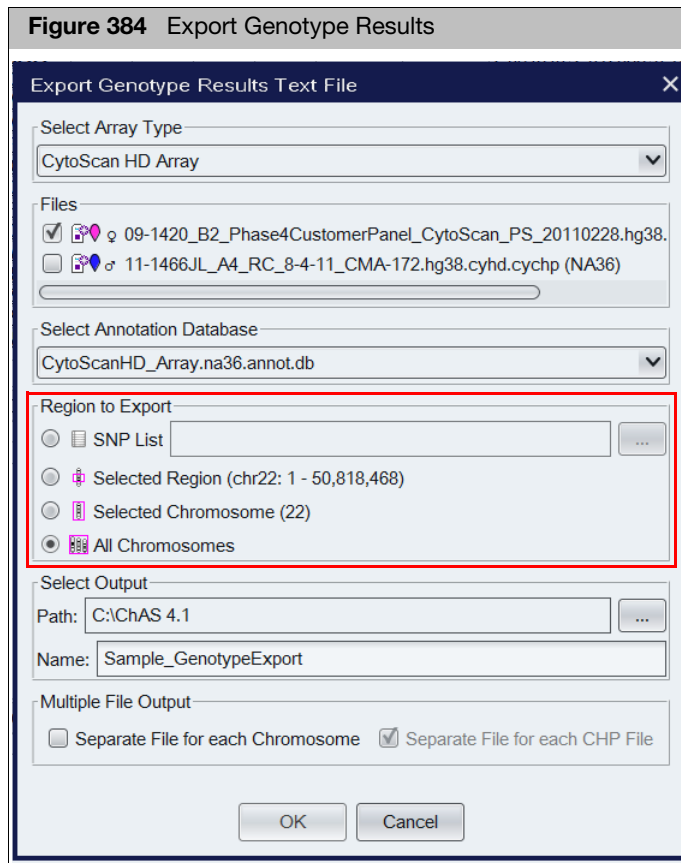 Figure 384 Export Genotype Results
Export Genotype Results Text File
Select Array Type
CytoScan HD Array
Files
♀ 09-1420_B2_Phase4CustomerPanel_CytoScan_PS_20110228.hg38.
♂ 11-1466JL_A4_RC_8-4-11_CMA-172.hg38.cyhd.cychp (NA36)
Select Annotation Database
CytoScanHD_Array.na36.annot.db
Region to Export
SNP List ...
Selected Region (chr22: 1 - 50,818,468)
Selected Chromosome (22)
All Chromosomes
Select Output
Path: C:\ChAS 4.1 ...
Name: Sample_GenotypeExport
Multiple File Output
Separate File for each Chromosome Separate File for each CHP File
OK Cancel